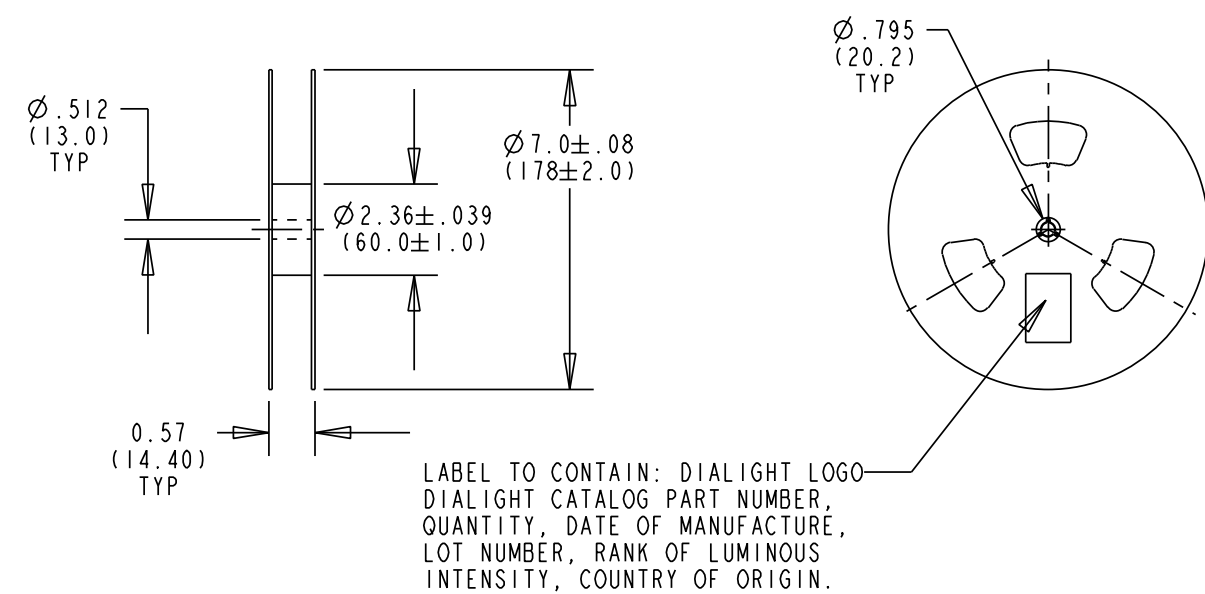 Ø.512
(13.0)
TYP
Ø7.0±.08
(178±2.0)
Ø2.36±.039
(60.0±1.0)
0.57
(14.40)
TYP
Ø.795
(20.2)
TYP
LABEL TO CONTAIN: DIALIGHT LOGO
DIALIGHT CATALOG PART NUMBER,
QUANTITY, DATE OF MANUFACTURE,
LOT NUMBER, RANK OF LUMINOUS
INTENSITY, COUNTRY OF ORIGIN.